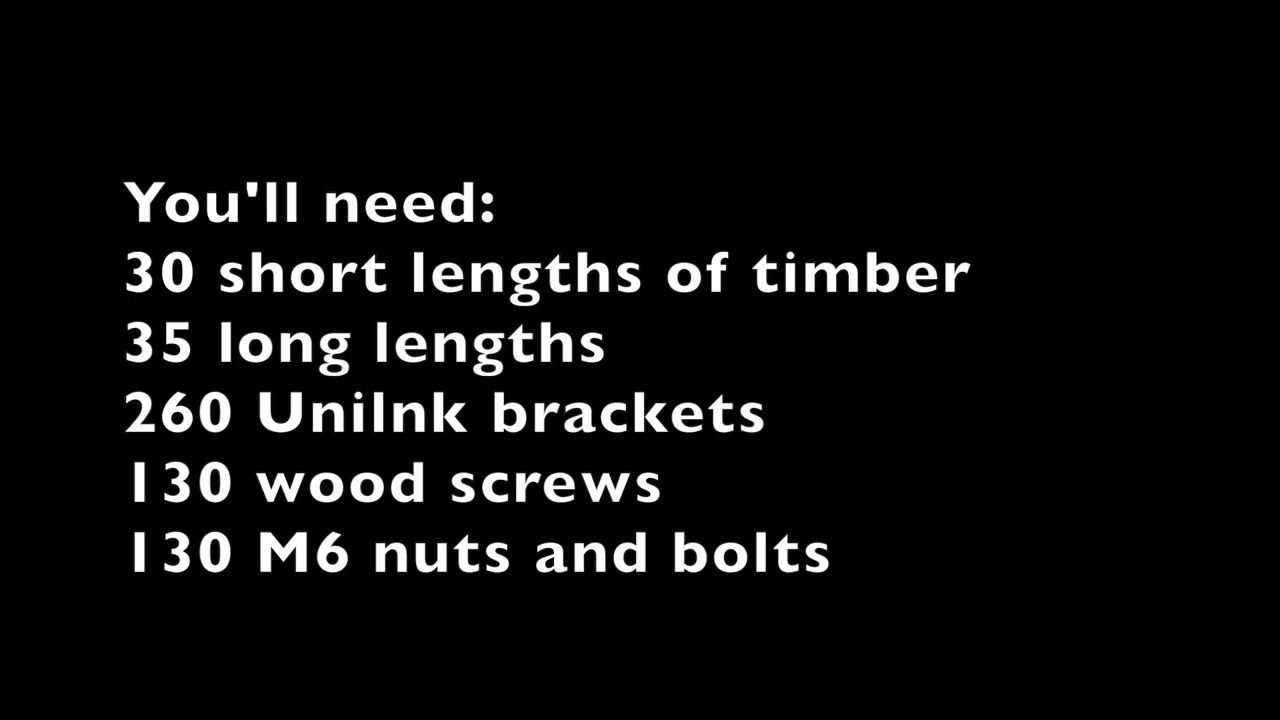 You'll need:
30 short lengths of timber
35 long lengths
260 Unilnk brackets
130 wood screws
130 M6 nuts and bolts